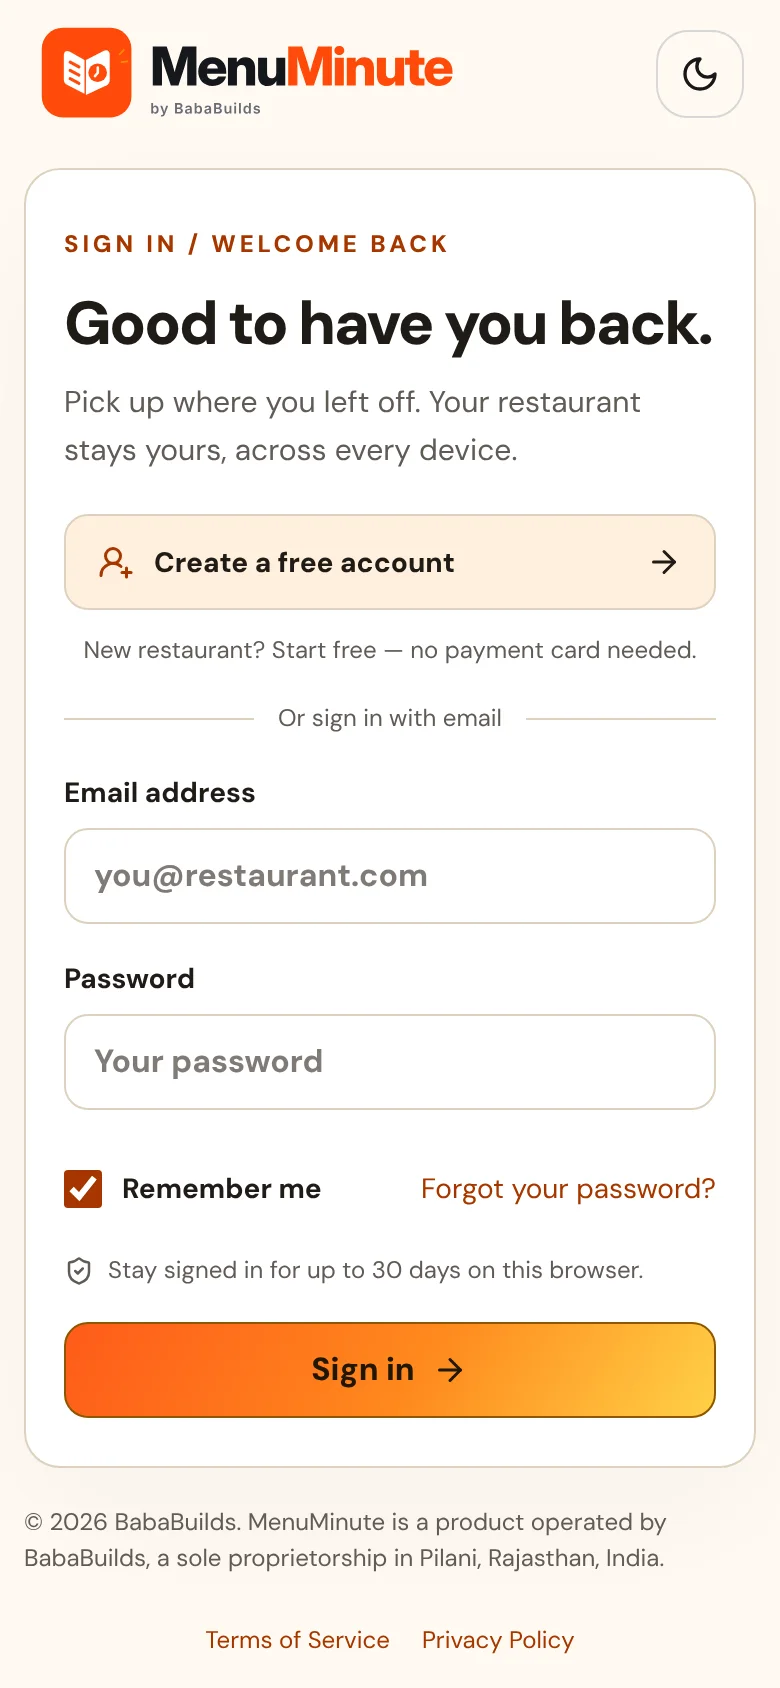 MenuMinute
by BabaBuilds
SIGN IN / WELCOME BACK
Good to have you back.
Pick up where you left off. Your restaurant
stays yours, across every device.
Create a free account
New restaurant? Start free — no payment card needed.
Or sign in with email
Email address
you@restaurant.com
Password
Your password
Remember me
Forgot your password?
Stay signed in for up to 30 days on this browser.
Sign in
© 2026 BabaBuilds. MenuMinute is a product operated by
BabaBuilds, a sole proprietorship in Pilani, Rajasthan, India.
Terms of Service
Privacy Policy